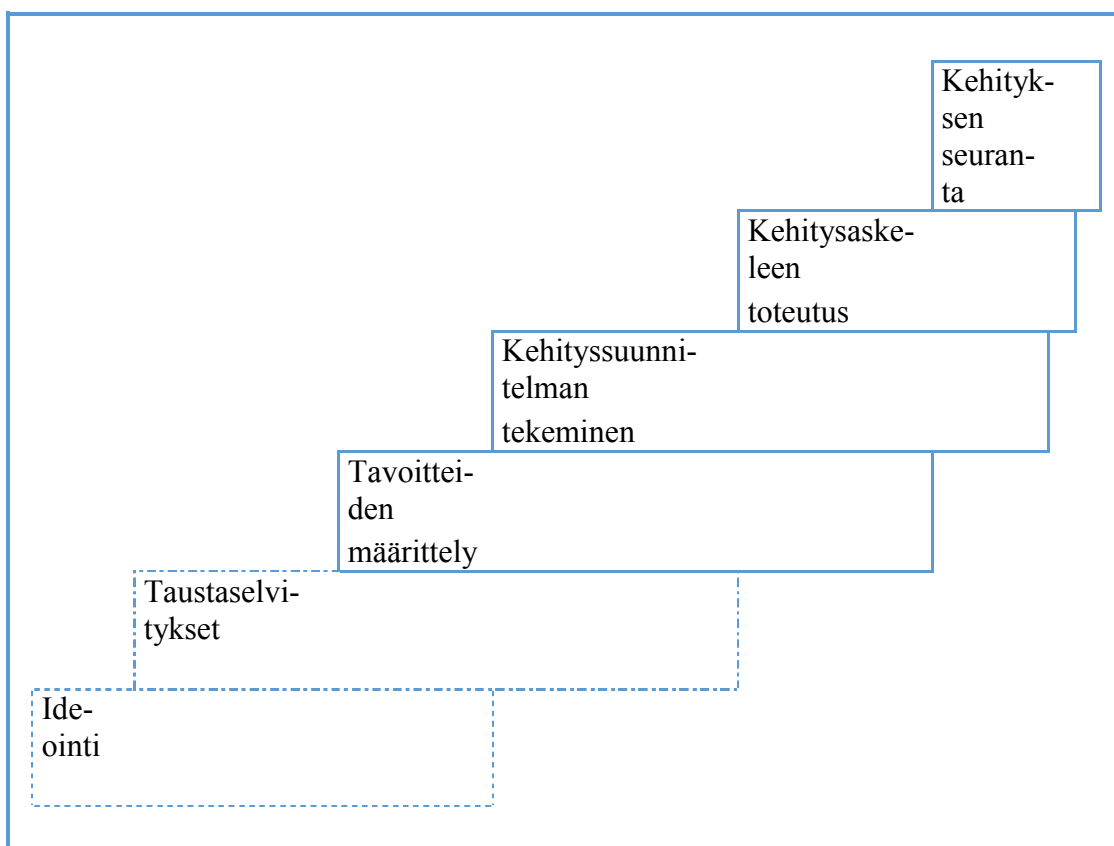 Kehityk-
sen
seuran-
ta
Kehitysaske-
leen
toteutus
Kehityssuunni-
telman
tekeminen
Tavoittei-
den
määrittely
Taustaselvi-
tykset
Ide-
ointi